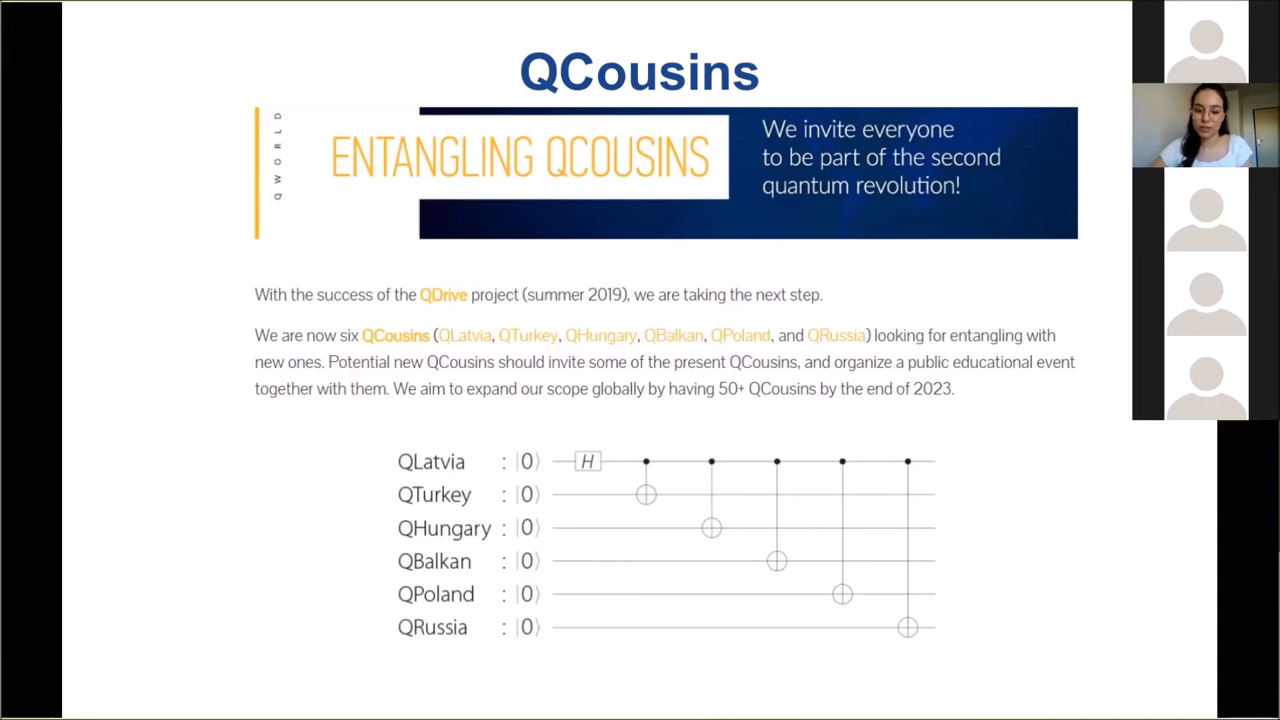 QCousins
QWORLD
ENTANGLING QCOUSINS
We invite everyone
to be part of the second
quantum revolution!
With the success of the QDrive project (summer 2019), we are taking the next step.
We are now six QCousins (QLatvia, QTurkey, QHungary, QBalkan, QPoland, and QRussia) looking for entangling with
new ones. Potential new QCousins should invite some of the present QCousins, and organize a public educational event
together with them. We aim to expand our scope globally by having 50+ QCousins by the end of 2023.
QLatvia : |0⟩ H
QTurkey : |0⟩
QHungary : |0⟩
QBalkan : |0⟩
QPoland : |0⟩
QRussia : |0⟩